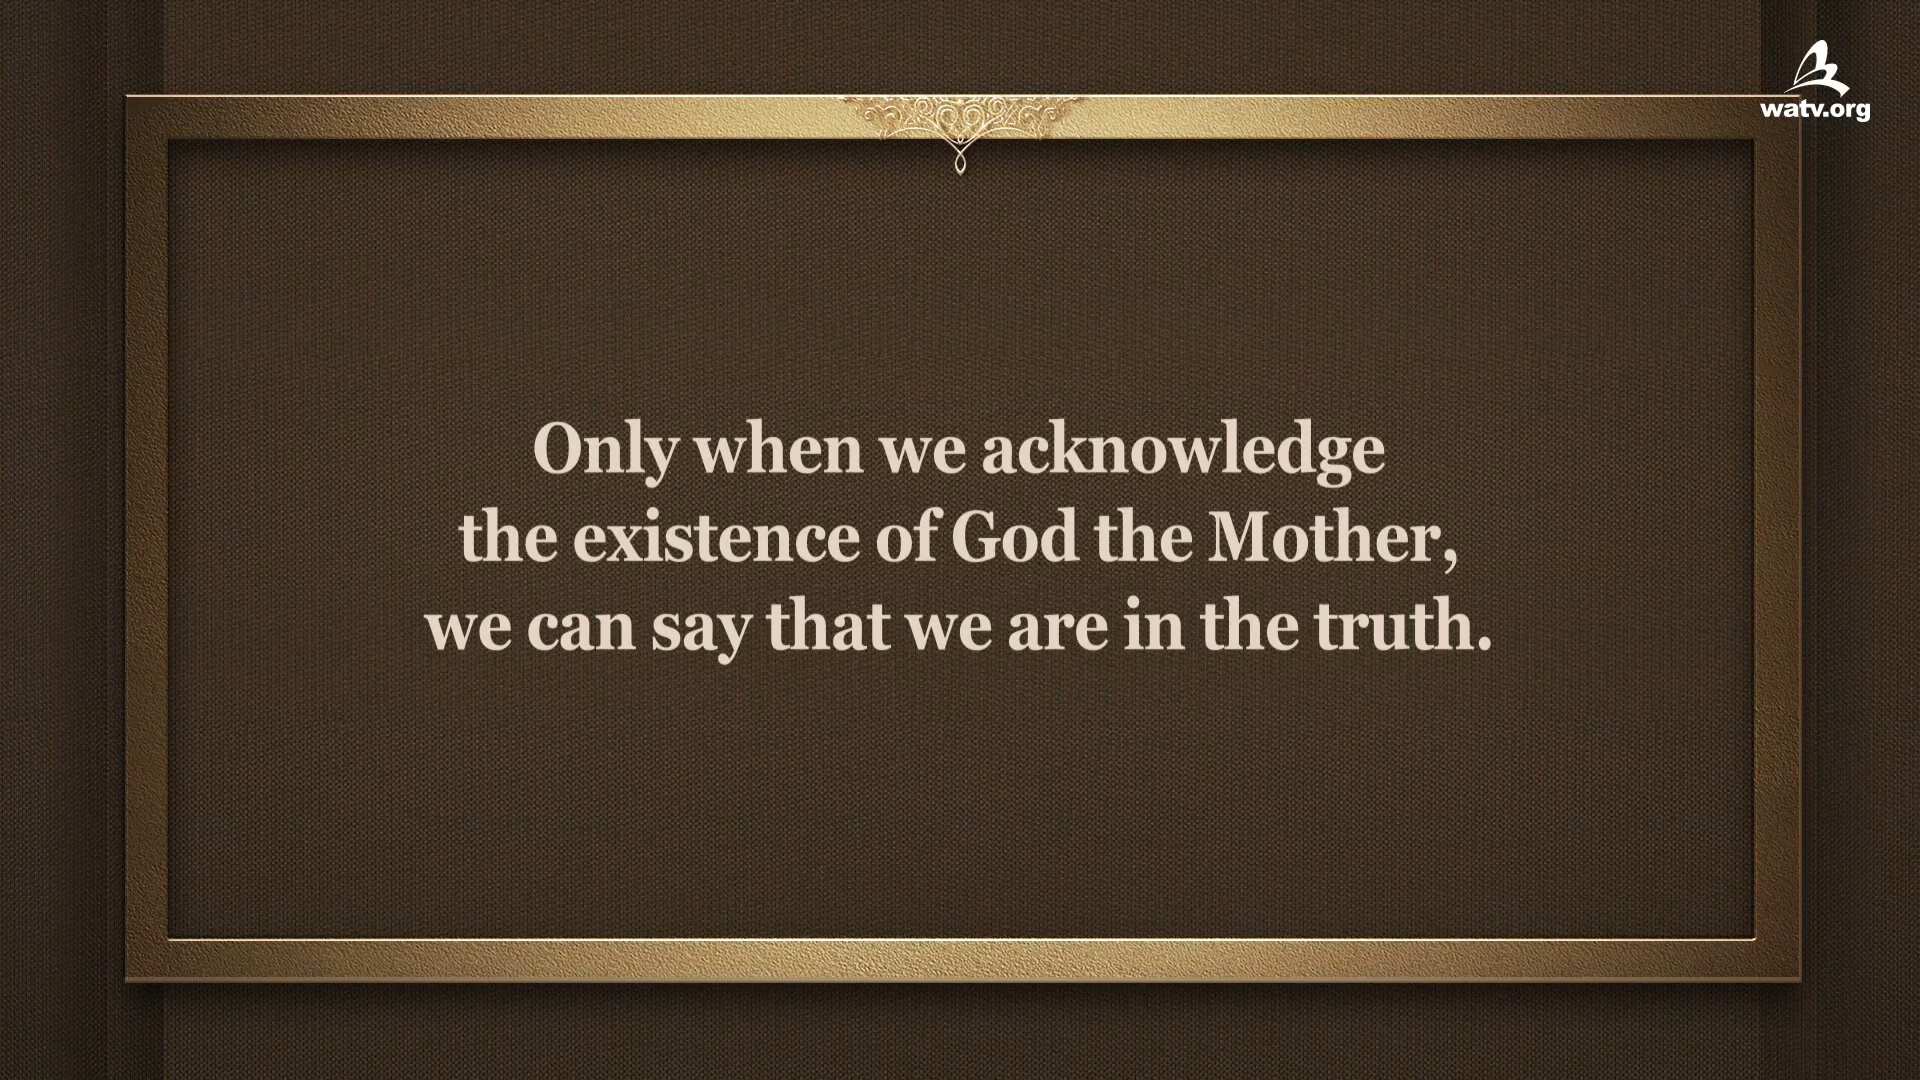 watv.org
Only when we acknowledge
the existence of God the Mother,
we can say that we are in the truth.